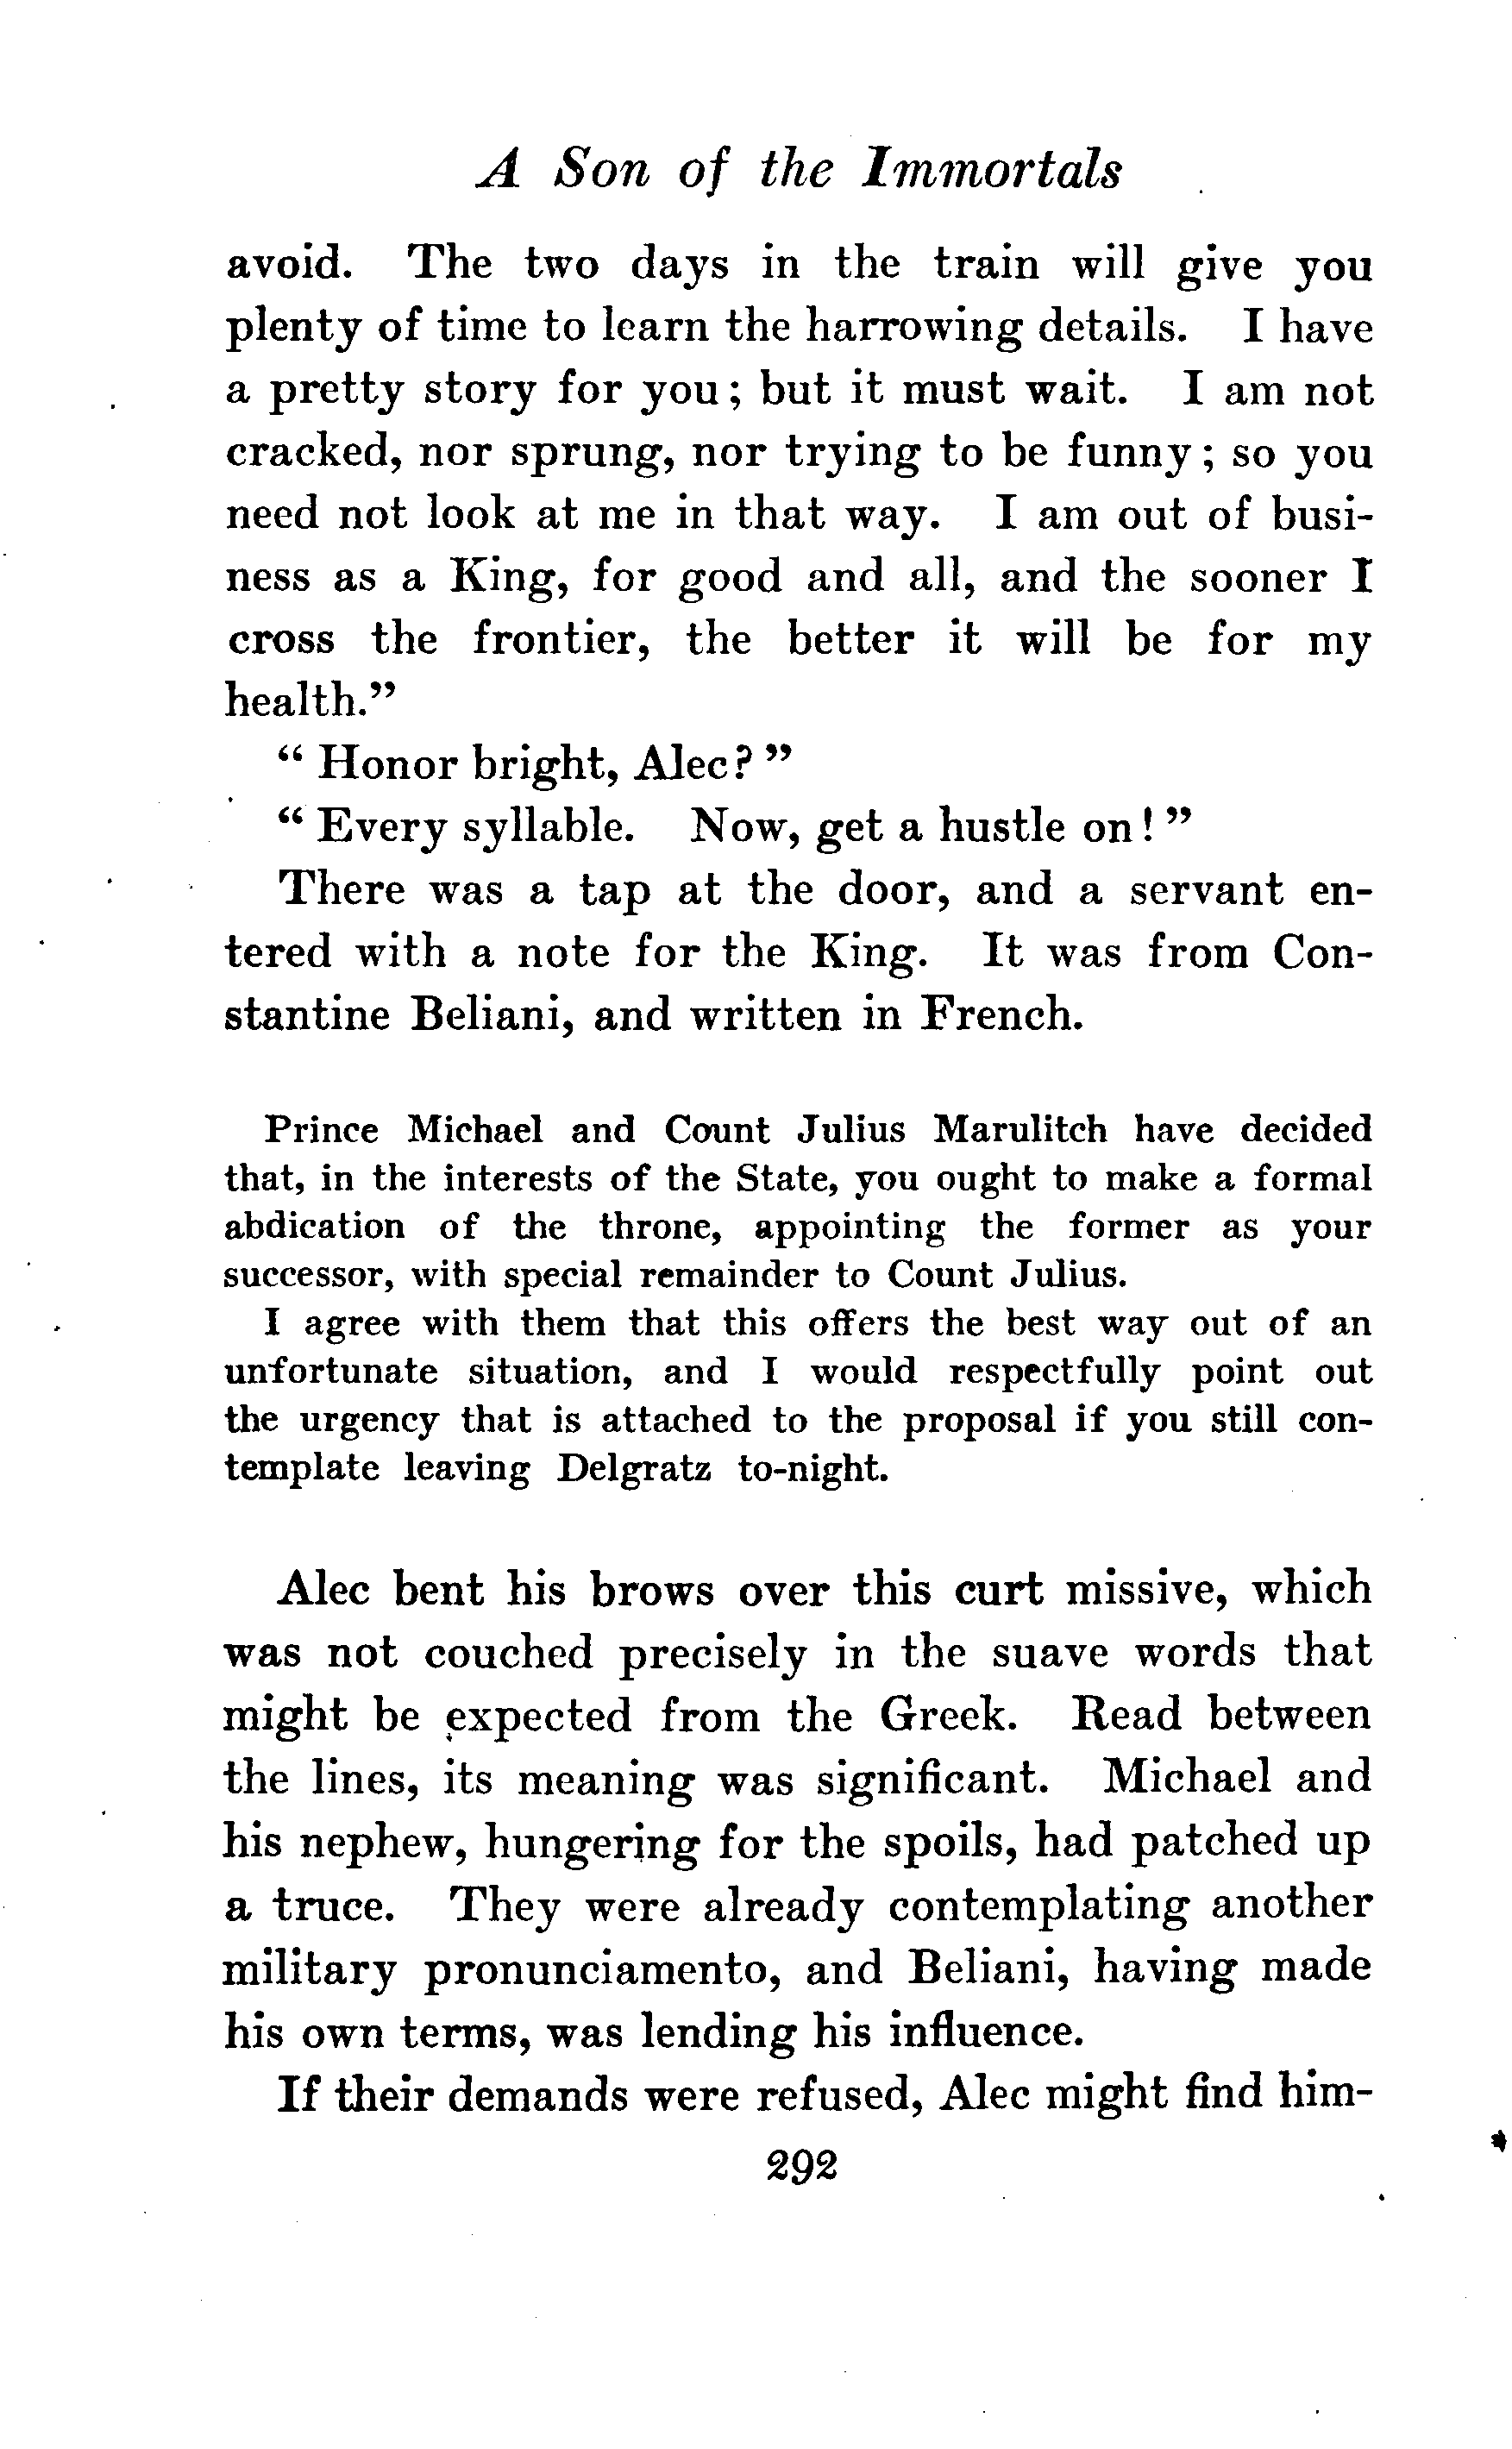 A Son of the Immortals
avoid. The two days in the train will give you
plenty of time to learn the harrowing details. I have
a pretty story for you; but it must wait. I am not
cracked, nor sprung, nor trying to be funny; so you
need not look at me in that way. I am out of busi-
ness as a King, for good and all, and the sooner I
cross the frontier, the better it will be for my
health."
" Honor bright, Alec? "
" Every syllable. Now, get a hustle on! "
There was a tap at the door, and a servant en-
tered with a note for the King. It was from Con-
stantine Beliani, and written in French.
Prince Michael and Count Julius Marulitch have decided
that, in the interests of the State, you ought to make a formal
abdication of the throne, appointing the former as your
successor, with special remainder to Count Julius.
I agree with them that this offers the best way out of an
unfortunate situation, and I would respectfully point out
the urgency that is attached to the proposal if you still con-
template leaving Delgratz to-night.
Alec bent his brows over this curt missive, which
was not couched precisely in the suave words that
might be expected from the Greek. Read between
the lines, its meaning was significant. Michael and
his nephew, hungering for the spoils, had patched up
a truce. They were already contemplating another
military pronunciamento, and Beliani, having made
his own terms, was lending his influence.
If their demands were refused, Alec might find him-
292